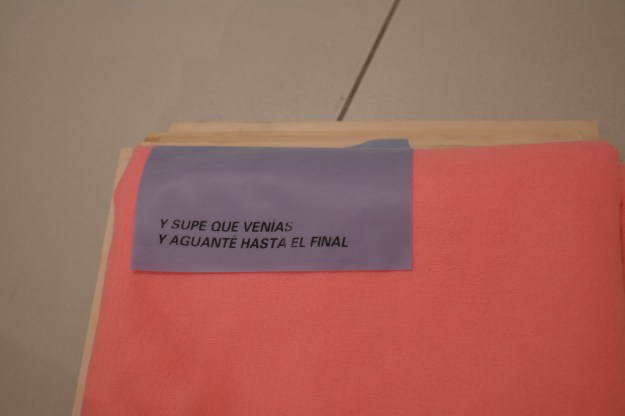 Y SUPE QUE VENÍAS
Y AGUANTÉ HASTA EL FINAL